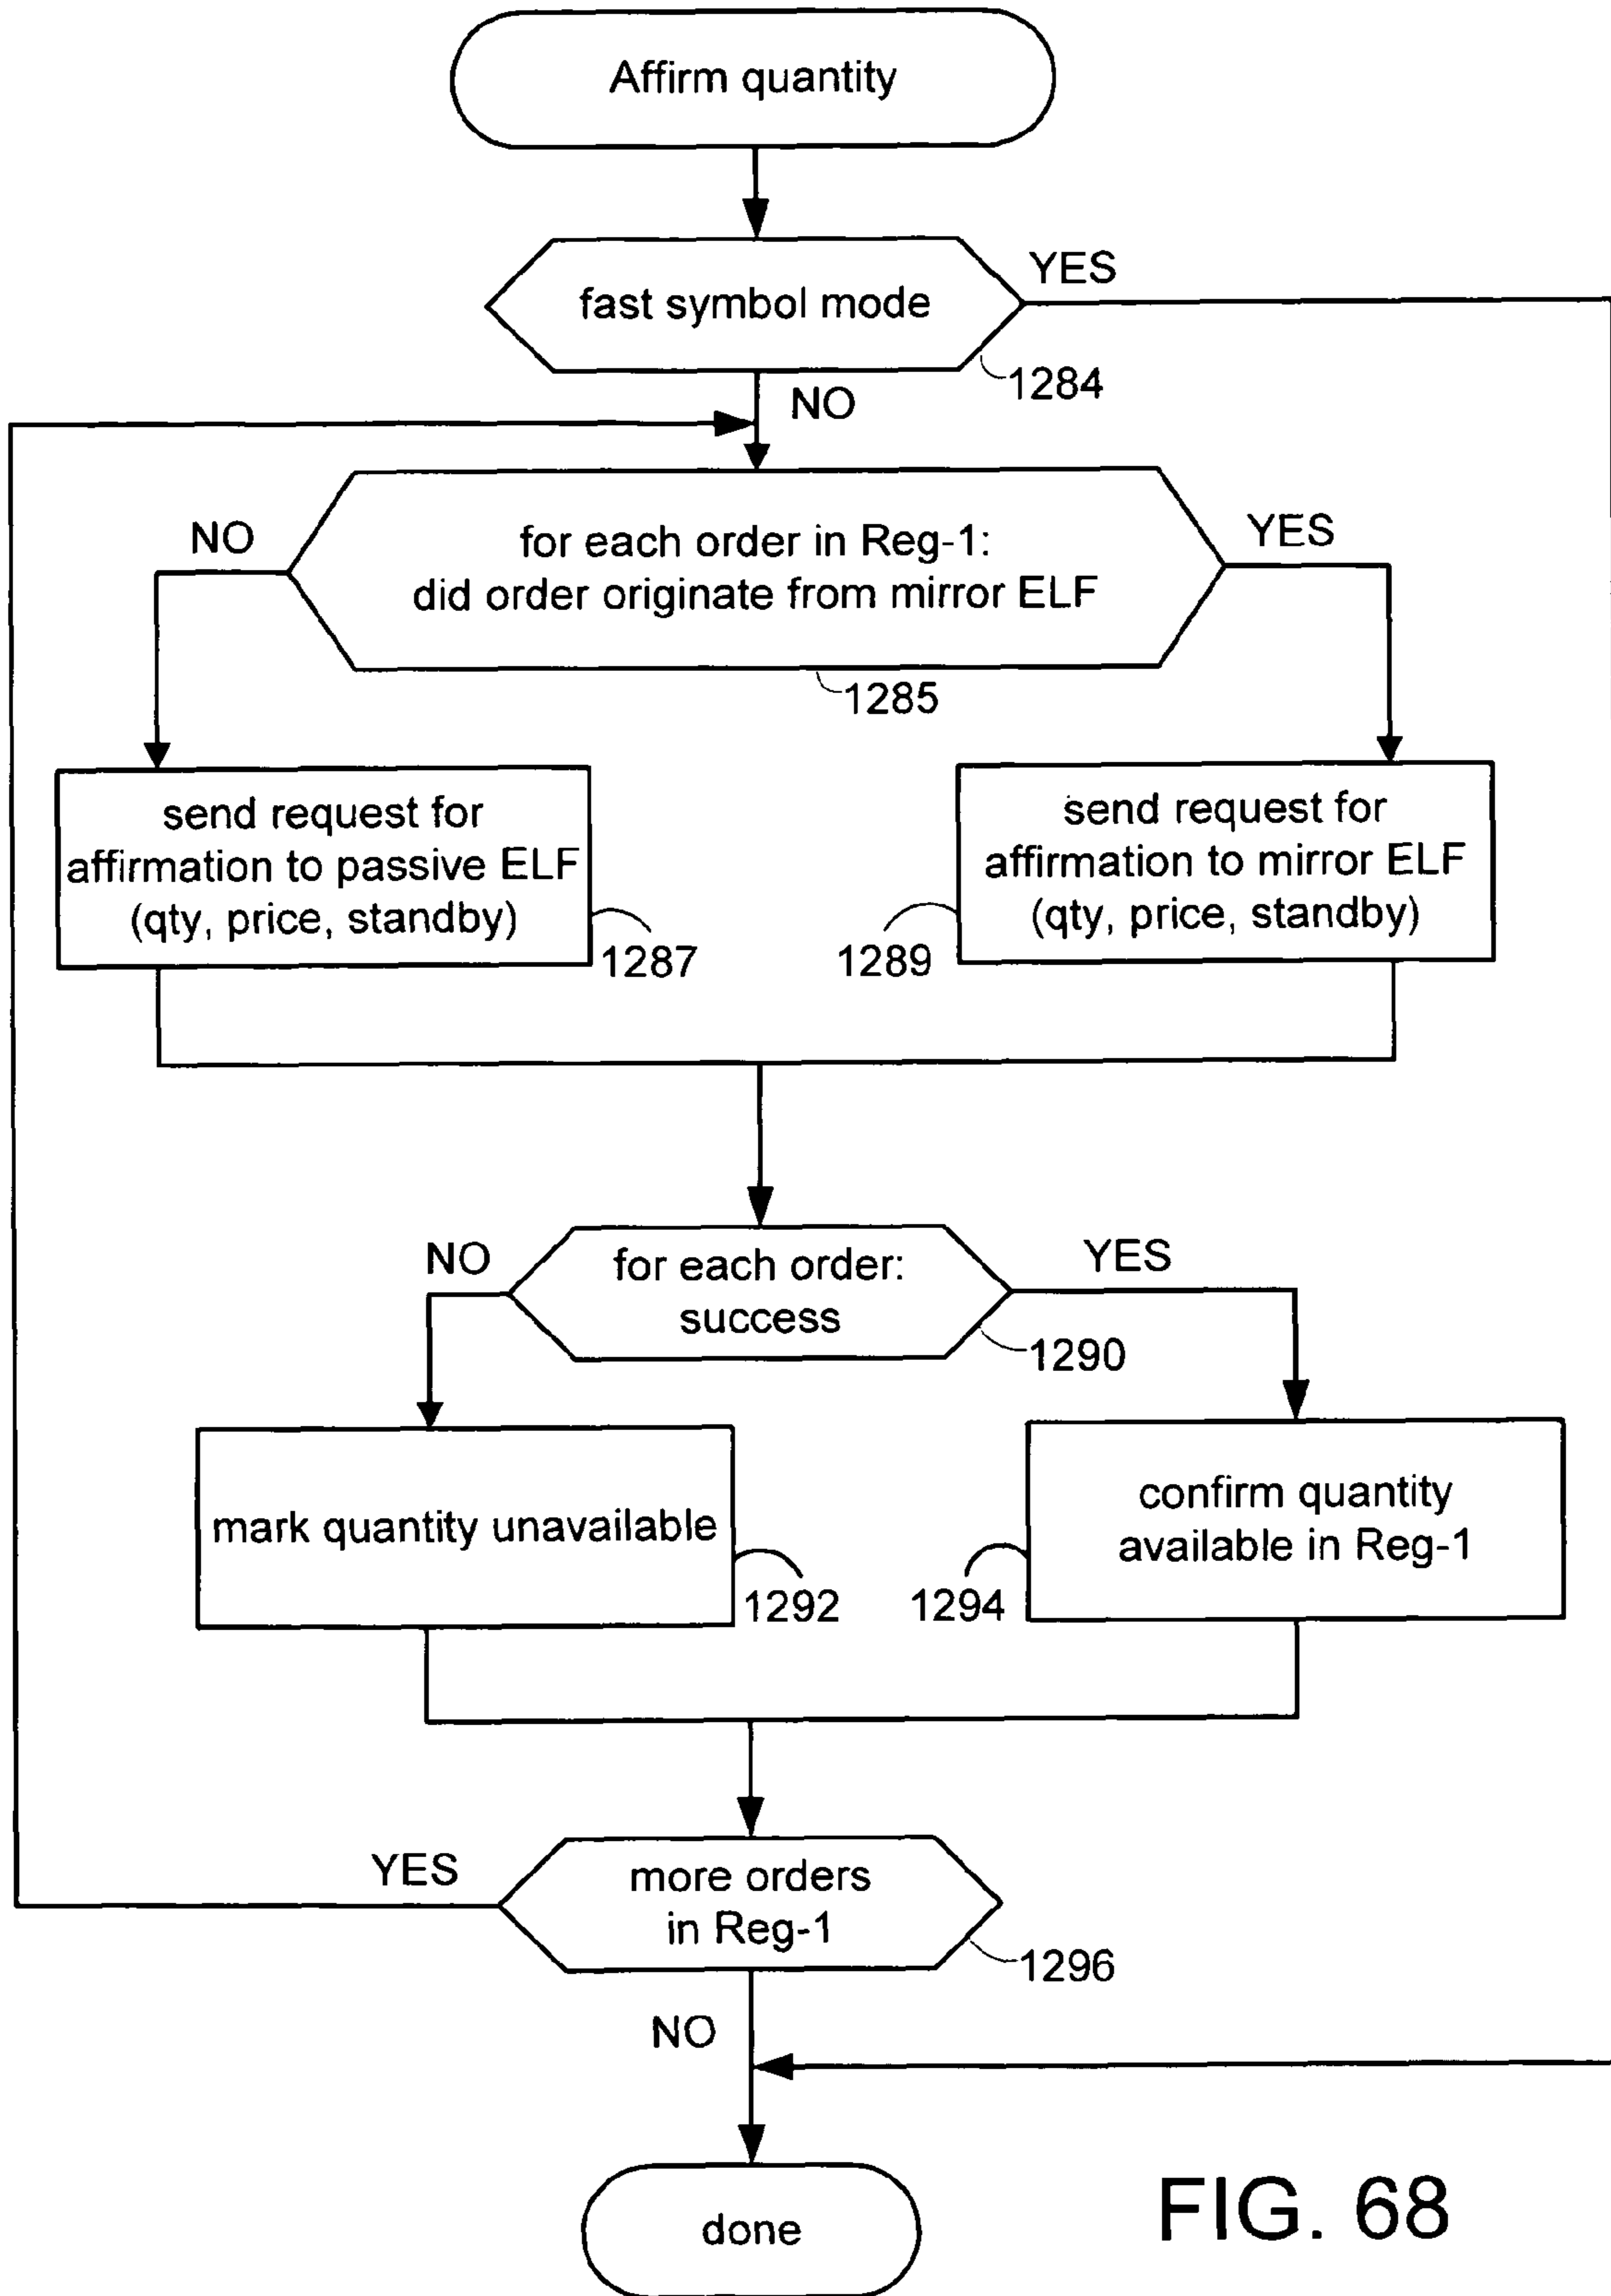 Affirm quantity
fast symbol mode
YES
1284
NO
NO
for each order in Reg-1:
did order originate from mirror ELF
YES
1285
send request for
affirmation to passive ELF
(qty, price, standby)
1287
send request for
affirmation to mirror ELF
(qty, price, standby)
1289
NO
for each order:
success
YES
1290
mark quantity unavailable
1292
confirm quantity
available in Reg-1
1294
YES
more orders
in Reg-1
1296
NO
done
FIG. 68